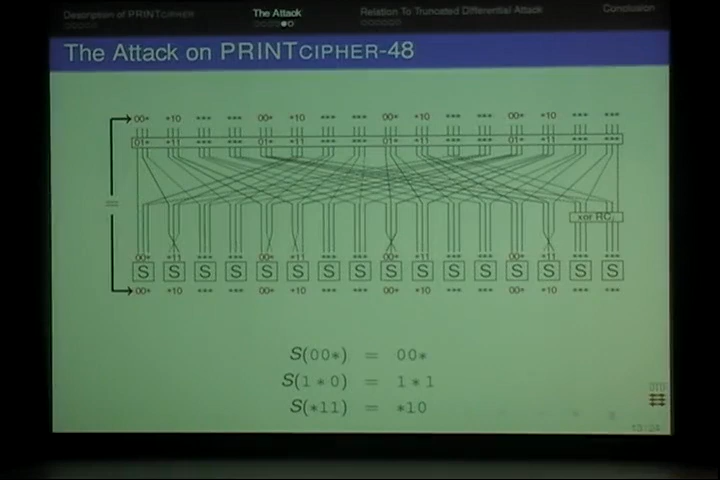 Description of PRINTCIPHER The Attack Relation To Truncated Differential Attack Conclusion
The Attack on PRINTCIPHER-48
00* *10 *** *** 00* *10 *** *** 00* *10 *** *** 00* *10 *** ***
01* *11 *** *** 01* *11 *** *** 01* *11 *** *** 01* *11 *** ***
=
xor RC
00* *11 *** *** 00* *11 *** *** 00* *11 *** *** 00* *11 *** ***
S S S S S S S S S S S S S S S S
00* *10 *** *** 00* *10 *** *** 00* *10 *** *** 00* *10 *** ***
S(00*) = 00*
S(1*0) = 1*1
S(*11) = *10